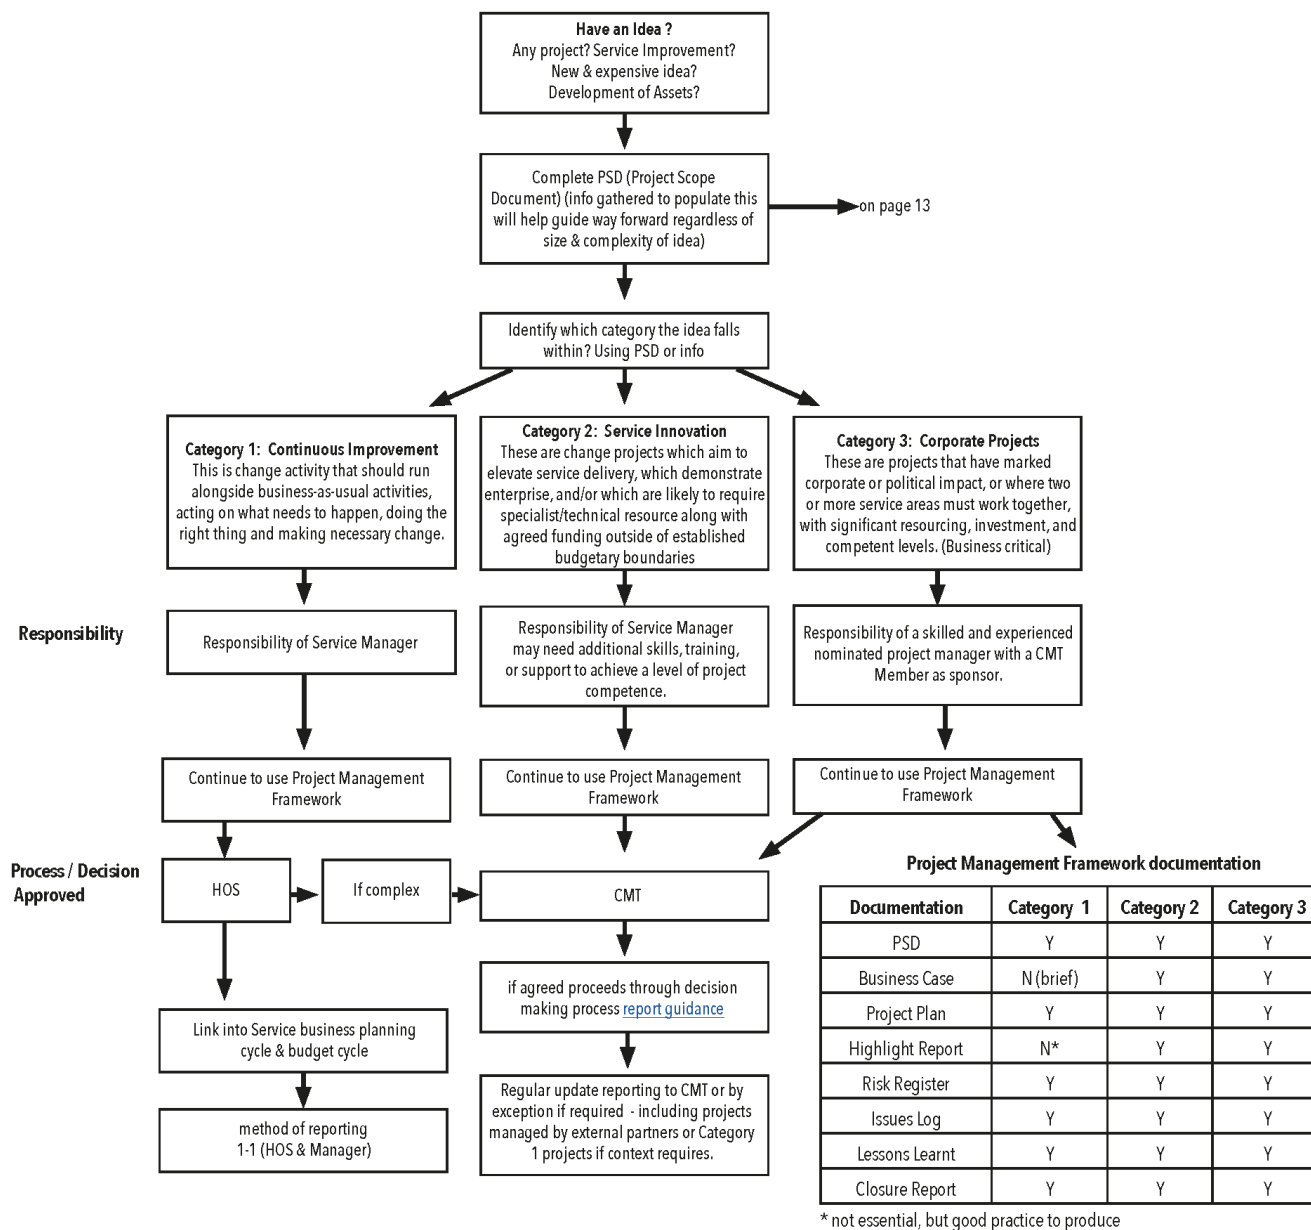 Have an Idea ?
Any project? Service Improvement?
New & expensive idea?
Development of Assets?
Complete PSD (Project Scope
Document) (info gathered to populate this
will help guide way forward regardless of
size & complexity of idea)
on page 13
Identify which category the idea falls
within? Using PSD or info
Category 1: Continuous Improvement
This is change activity that should run
alongside business-as-usual activities,
acting on what needs to happen, doing the
right thing and making necessary change.
Category 2: Service Innovation
These are change projects which aim to
elevate service delivery, which demonstrate
enterprise, and/or which are likely to require
specialist/technical resource along with
agreed funding outside of established
budgetary boundaries
Category 3: Corporate Projects
These are projects that have marked
corporate or political impact, or where two
or more service areas must work together,
with significant resourcing, investment, and
competent levels. (Business critical)
Responsibility
Responsibility of Service Manager
Responsibility of Service Manager
may need additional skills, training,
or support to achieve a level of project
competence.
Responsibility of a skilled and experienced
nominated project manager with a CMT
Member as sponsor.
Continue to use Project Management
Framework
Continue to use Project Management
Framework
Continue to use Project Management
Framework
Process / Decision
Approved
HOS
If complex
CMT
Link into Service business planning
cycle & budget cycle
method of reporting
1-1 (HOS & Manager)
if agreed proceeds through decision
making process report guidance
Regular update reporting to CMT or by
exception if required - including projects
managed by external partners or Category
1 projects if context requires.
Project Management Framework documentation
Documentation Category 1 Category 2 Category 3
PSD Y Y Y
Business Case N (brief) Y Y
Project Plan Y Y Y
Highlight Report N* Y Y
Risk Register Y Y Y
Issues Log Y Y Y
Lessons Learnt Y Y Y
Closure Report Y Y Y
* not essential, but good practice to produce